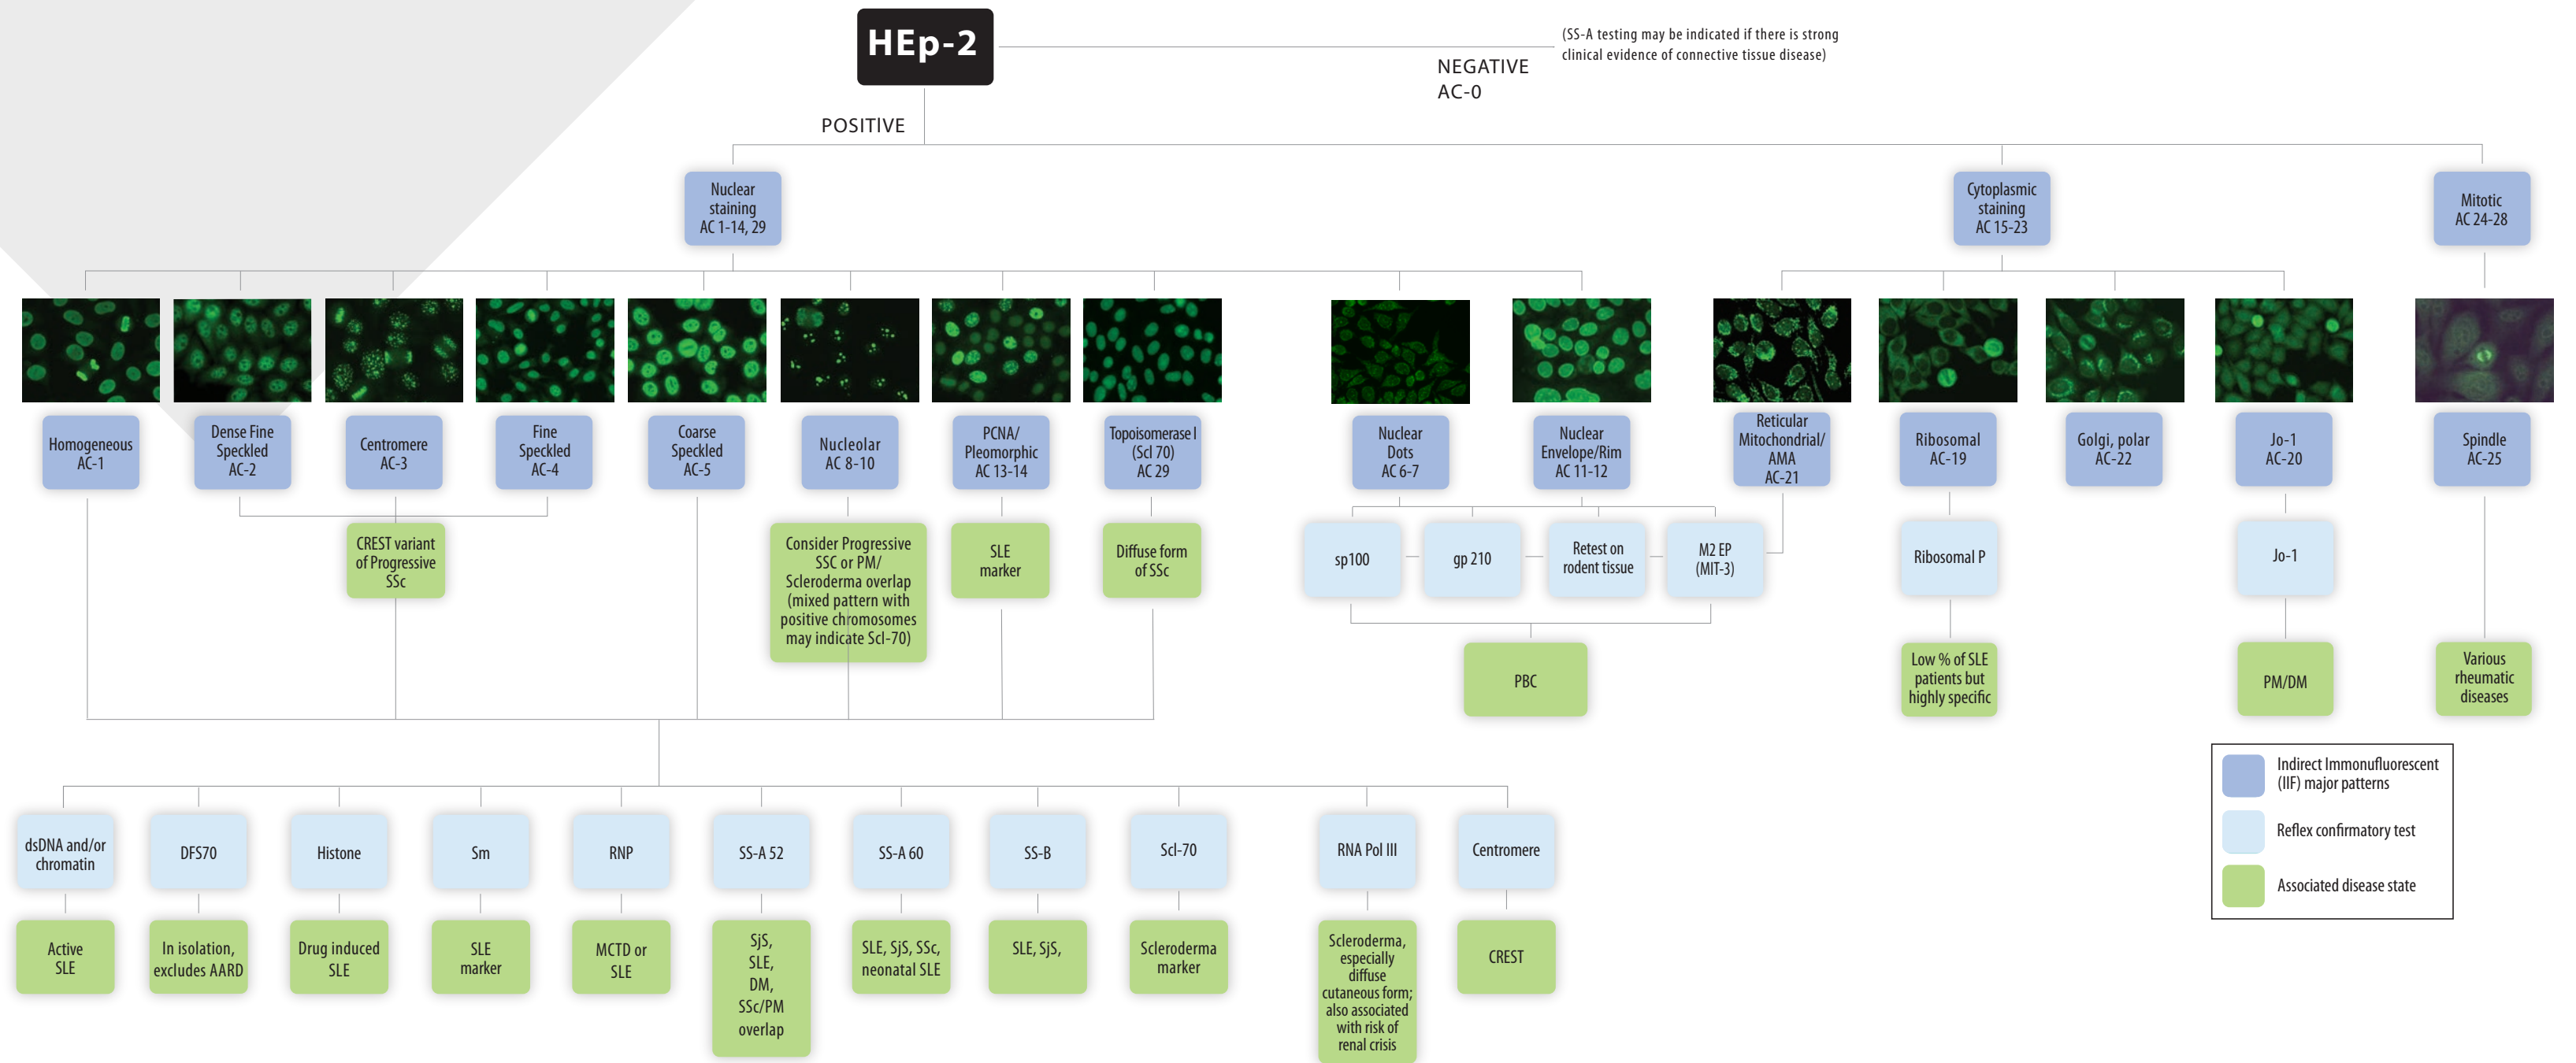 HEp-2
(SS-A testing may be indicated if there is strong
clinical evidence of connective tissue disease)
NEGATIVE
AC-0
POSITIVE
Nuclear
staining
AC 1-14, 29
Cytoplasmic
staining
AC 15-23
Mitotic
AC 24-28
Homogeneous
AC-1
Dense Fine
Speckled
AC-2
Centromere
AC-3
Fine
Speckled
AC-4
Coarse
Speckled
AC-5
Nucleolar
AC 8-10
PCNA/
Pleomorphic
AC 13-14
Topoisomerase I
(Scl 70)
AC 29
Nuclear
Dots
AC 6-7
Nuclear
Envelope/Rim
AC 11-12
Reticular
Mitochondrial/
AMA
AC-21
Ribosomal
AC-19
Golgi, polar
AC-22
Jo-1
AC-20
Spindle
AC-25
CREST variant
of Progressive
SSc
Consider Progressive
SSC or PM/
Scleroderma overlap
(mixed pattern with
positive chromosomes
may indicate Scl-70)
SLE
marker
Diffuse form
of SSc
sp100
gp 210
Retest on
rodent tissue
M2 EP
(MIT-3)
Ribosomal P
Jo-1
PBC
Low % of SLE
patients but
highly specific
PM/DM
Various
rheumatic
diseases
Indirect Immonufluorescent
(IIF) major patterns
Reflex confirmatory test
Associated disease state
dsDNA and/or
chromatin
DFS70
Histone
Sm
RNP
SS-A 52
SS-A 60
SS-B
Scl-70
RNA Pol III
Centromere
Active
SLE
In isolation,
excludes AARD
Drug induced
SLE
SLE
marker
MCTD or
SLE
SjS,
SLE,
DM,
SSc/PM
overlap
SLE, SjS, SSc,
neonatal SLE
SLE, SjS,
Scleroderma
marker
Scleroderma,
especially
diffuse
cutaneous form;
also associated
with risk of
renal crisis
CREST